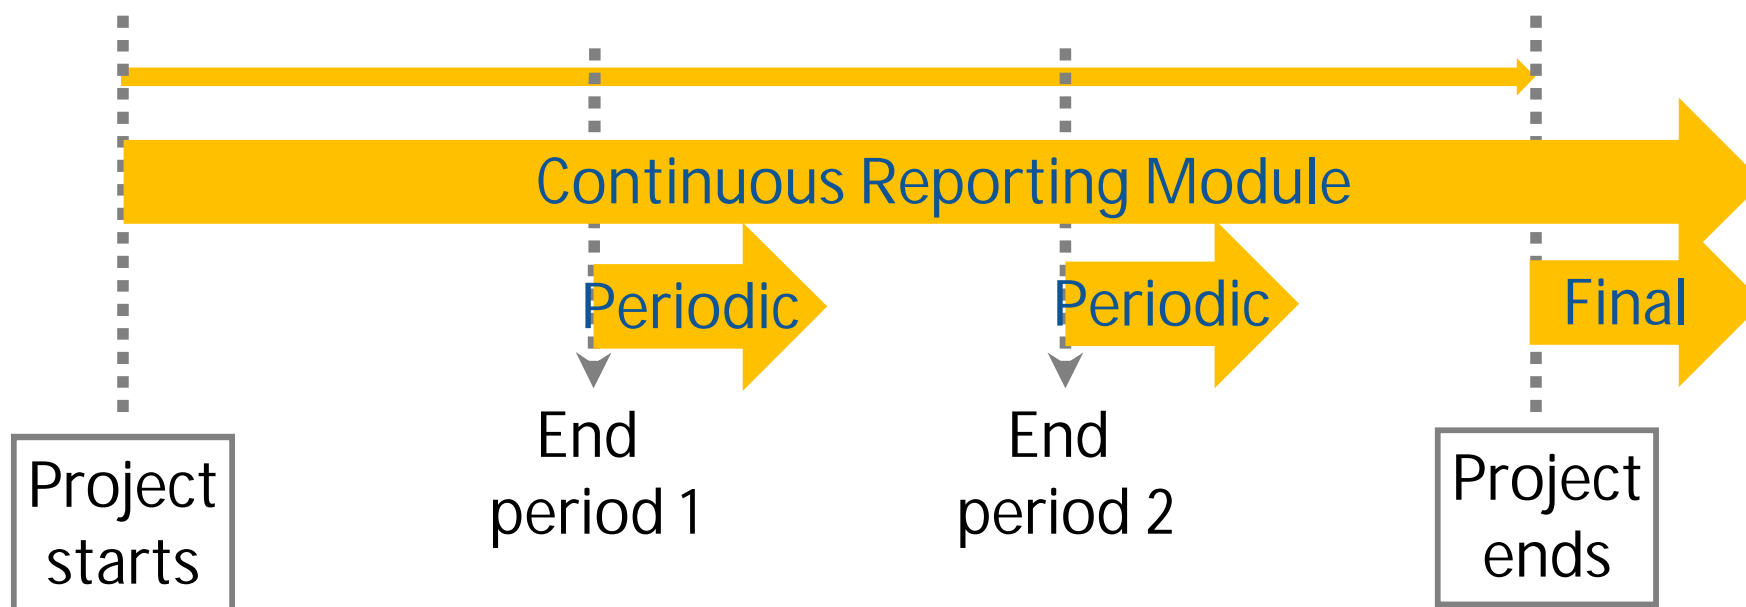 Continuous Reporting Module
Periodic
Periodic
Final
Project
starts
End
period 1
End
period 2
Project
ends